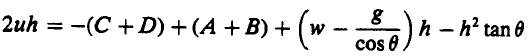 2uh = −(C + D) + (A + B) + (w − g/cos θ) h − h² tan θ